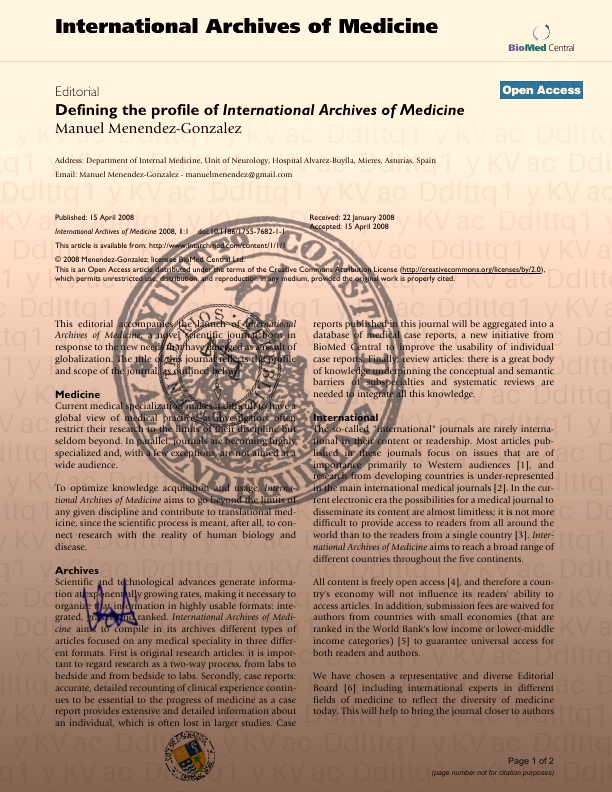 International Archives of Medicine
BioMed Central
Open Access
Editorial
Defining the profile of International Archives of Medicine
Manuel Menendez-Gonzalez
Address: Department of Internal Medicine, Unit of Neurology, Hospital Alvarez-Buylla, Mieres, Asturias, Spain
Email: Manuel Menendez-Gonzalez - manuelmenendez@gmail.com
Published: 15 April 2008
International Archives of Medicine 2008, 1:1 doi:10.1186/1755-7682-1-1
This article is available from: http://www.intarchmed.com/content/1/1/1
Received: 22 January 2008
Accepted: 15 April 2008
© 2008 Menendez-Gonzalez; licensee BioMed Central Ltd.
This is an Open Access article distributed under the terms of the Creative Commons Attribution License (http://creativecommons.org/licenses/by/2.0),
which permits unrestricted use, distribution, and reproduction in any medium, provided the original work is properly cited.
This editorial accompanies the launch of International
Archives of Medicine, a novel scientific journal born in
response to the new needs that have emerged as a result of
globalization. The title of this journal reflects the profile
and scope of the journal, as outlined below.
Medicine
Current medical specialization makes it difficult to have a
global view of medical practice, as investigators often
restrict their research to the limits of their discipline but
seldom beyond. In parallel, journals are becoming highly
specialized and, with a few exceptions, are not aimed at a
wide audience.
To optimize knowledge acquisition and usage, Interna-
tional Archives of Medicine aims to go beyond the limits of
any given discipline and contribute to translational med-
icine, since the scientific process is meant, after all, to con-
nect research with the reality of human biology and
disease.
Archives
Scientific and technological advances generate informa-
tion at exponentially growing rates, making it necessary to
organize that information in highly usable formats: inte-
grated, and ranked. International Archives of Medi-
cine aims to compile in its archives different types of
articles focused on any medical speciality in three differ-
ent formats. First is original research articles: it is impor-
tant to regard research as a two-way process, from labs to
bedside and from bedside to labs. Secondly, case reports:
accurate, detailed recounting of clinical experience contin-
ues to be essential to the progress of medicine as a case
report provides extensive and detailed information about
an individual, which is often lost in larger studies. Case
reports published in this journal will be aggregated into a
database of medical case reports, a new initiative from
BioMed Central to improve the usability of individual
case reports. Finally, review articles: there is a great body
of knowledge underpinning the conceptual and semantic
barriers of subspecialties and systematic reviews are
needed to integrate all this knowledge.
International
The so-called "international" journals are rarely interna-
tional in their content or readership. Most articles pub-
lished in these journals focus on issues that are of
importance primarily to Western audiences [1], and
research from developing countries is under-represented
in the main international medical journals [2]. In the cur-
rent electronic era the possibilities for a medical journal to
disseminate its content are almost limitless; it is not more
difficult to provide access to readers from all around the
world than to the readers from a single country [3]. Inter-
national Archives of Medicine aims to reach a broad range of
different countries throughout the five continents.
All content is freely open access [4], and therefore a coun-
try's economy will not influence its readers' ability to
access articles. In addition, submission fees are waived for
authors from countries with small economies (that are
ranked in the World Bank's low income or lower-middle
income categories) [5] to guarantee universal access for
both readers and authors.
We have chosen a representative and diverse Editorial
Board [6] including international experts in different
fields of medicine to reflect the diversity of medicine
today. This will help to bring the journal closer to authors
Page 1 of 2
(page number not for citation purposes)